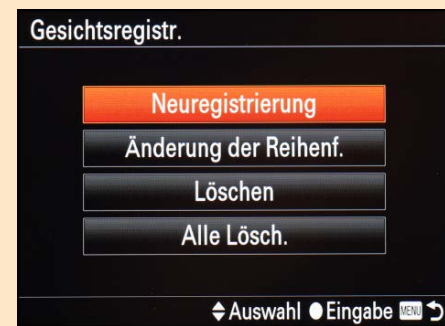 Gesichtsregistr.
Neuregistrierung
Änderung der Reihenf.
Löschen
Alle Lösch.
Auswahl Eingabe MENU